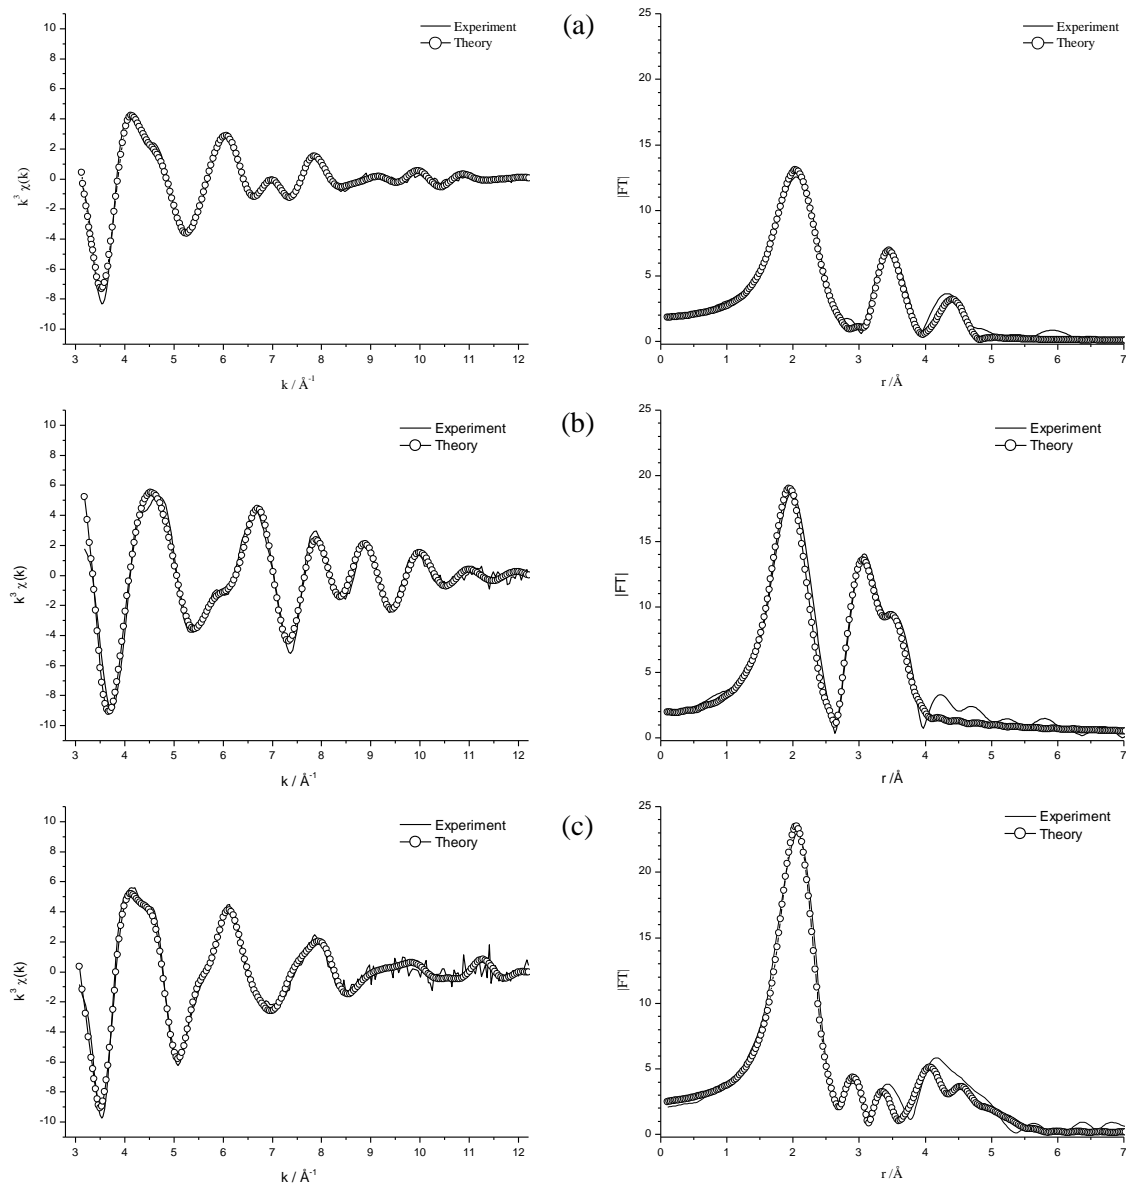 (a)
Experiment
Theory
k³ χ(k)
10
8
6
4
2
0
-2
-4
-6
-8
-10
3 4 5 6 7 8 9 10 11 12
k / Å⁻¹
Experiment
Theory
|FT|
25
20
15
10
5
0
0 1 2 3 4 5 6 7
r /Å
(b)
Experiment
Theory
k³ χ(k)
10
8
6
4
2
0
-2
-4
-6
-8
-10
3 4 5 6 7 8 9 10 11 12
k / Å⁻¹
Experiment
Theory
|FT|
25
20
15
10
5
0
0 1 2 3 4 5 6 7
r /Å
(c)
Experiment
Theory
k³ χ(k)
10
8
6
4
2
0
-2
-4
-6
-8
-10
3 4 5 6 7 8 9 10 11 12
k / Å⁻¹
Experiment
Theory
|FT|
25
20
15
10
5
0
0 1 2 3 4 5 6 7
r /Å